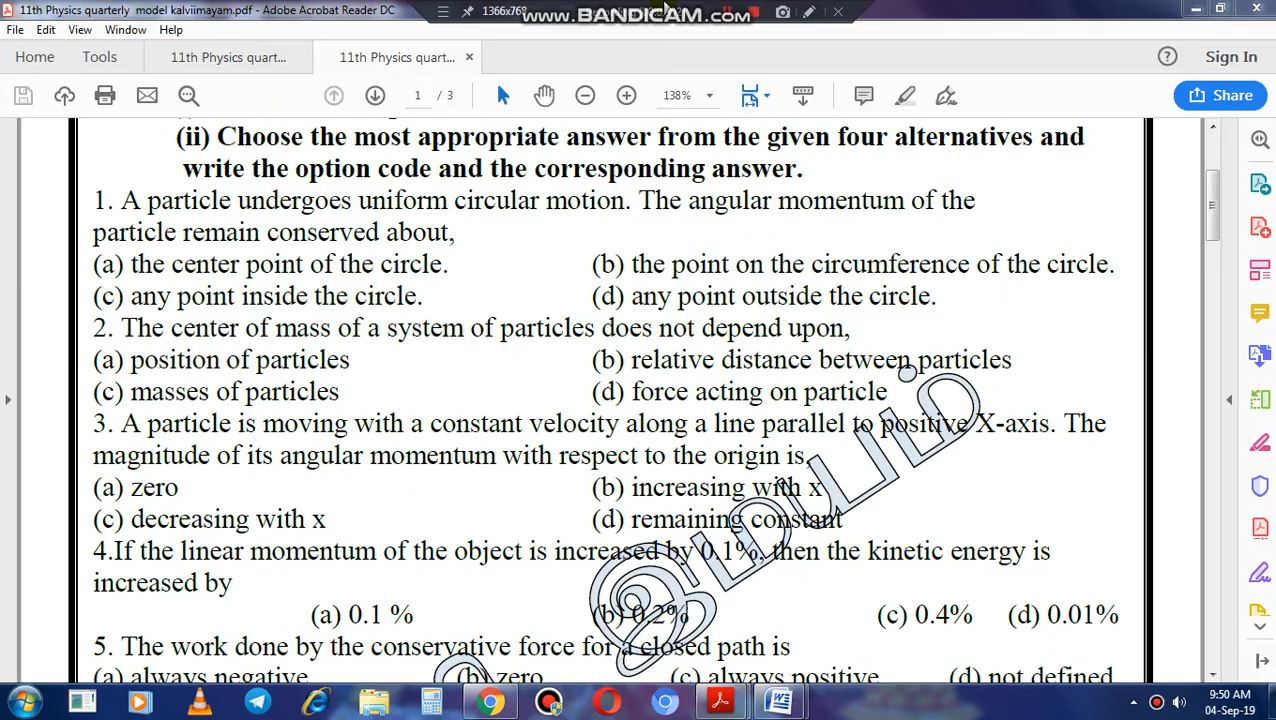 11th Physics quarterly model kalviimayam.pdf - Adobe Acrobat Reader DC
1366x768
www.BANDICAM.com
File Edit View Window Help
Home Tools 11th Physics quart... 11th Physics quart... × Sign In
1 / 3 138% Share
(ii) Choose the most appropriate answer from the given four alternatives and
write the option code and the corresponding answer.
1. A particle undergoes uniform circular motion. The angular momentum of the
particle remain conserved about,
(a) the center point of the circle. (b) the point on the circumference of the circle.
(c) any point inside the circle. (d) any point outside the circle.
2. The center of mass of a system of particles does not depend upon,
(a) position of particles (b) relative distance between particles
(c) masses of particles (d) force acting on particle
3. A particle is moving with a constant velocity along a line parallel to positive X-axis. The
magnitude of its angular momentum with respect to the origin is,
(a) zero (b) increasing with x
(c) decreasing with x (d) remaining constant
4.If the linear momentum of the object is increased by 0.1%, then the kinetic energy is
increased by
(a) 0.1 % (b) 0.2% (c) 0.4% (d) 0.01%
5. The work done by the conservative force for a closed path is
(a) always negative (b) zero (c) always positive (d) not defined
9:50 AM
04-Sep-19